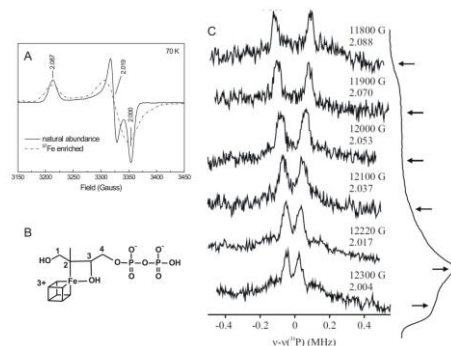 A
70 K
2.087
2.019
2.000
natural abundance
57Fe enriched
3150 3200 3250 3300 3350 3400 3450
Field (Gauss)
B
HO
1
2
3
4
O-P-O-P-OH
O⁻ O⁻
O O
3+
Fe
OH
C
11800 G
2.088
11900 G
2.070
12000 G
2.053
12100 G
2.037
12220 G
2.017
12300 G
2.004
-0.4 -0.2 0.0 0.2 0.4
ν-ν(³¹P) (MHz)